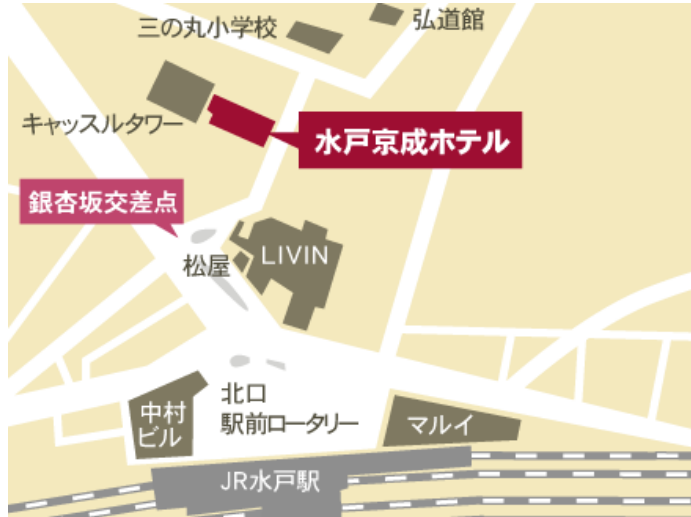 三の丸小学校
弘道館
キャッスルタワー
水戸京成ホテル
銀杏坂交差点
松屋
LIVIN
中村
ビル
北口
駅前ロータリー
マルイ
JR水戸駅